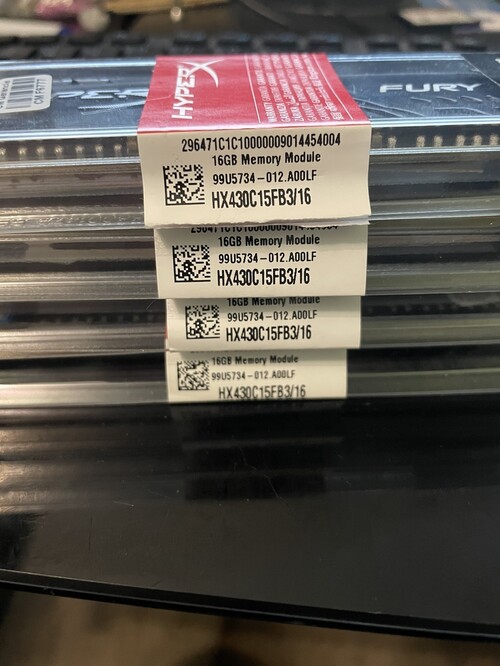 HYPERX
FURY
296471C1C10000009014454004
16GB Memory Module
99U5734-012.A00LF
HX430C15FB3/16
16GB Memory Module
99U5734-012.A00LF
HX430C15FB3/16
16GB Memory Module
99U5734-012.A00LF
HX430C15FB3/16
16GB Memory Module
99U5734-012.A00LF
HX430C15FB3/16